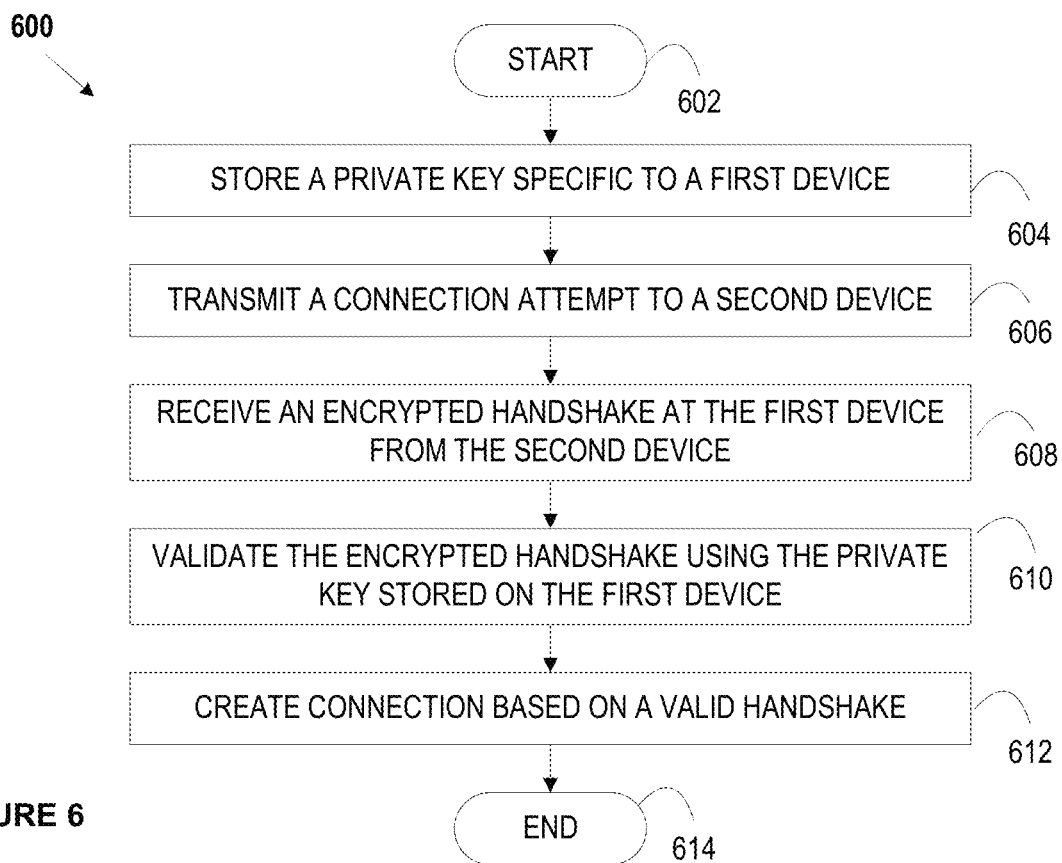 600
START
602
STORE A PRIVATE KEY SPECIFIC TO A FIRST DEVICE
604
TRANSMIT A CONNECTION ATTEMPT TO A SECOND DEVICE
606
RECEIVE AN ENCRYPTED HANDSHAKE AT THE FIRST DEVICE
FROM THE SECOND DEVICE
608
VALIDATE THE ENCRYPTED HANDSHAKE USING THE PRIVATE
KEY STORED ON THE FIRST DEVICE
610
CREATE CONNECTION BASED ON A VALID HANDSHAKE
612
URE 6
END
614